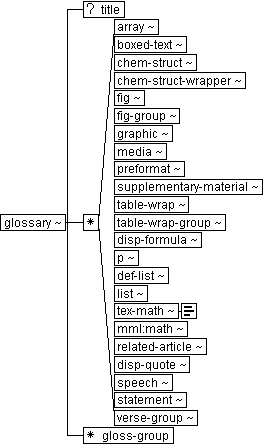 ? title
array ~
boxed-text ~
chem-struct ~
chem-struct-wrapper ~
fig ~
fig-group ~
graphic ~
media ~
preformat ~
supplementary-material ~
table-wrap ~
glossary ~ * table-wrap-group ~
disp-formula ~
p ~
def-list ~
list ~
tex-math ~
mml:math ~
related-article ~
disp-quote ~
speech ~
statement ~
verse-group ~
* gloss-group